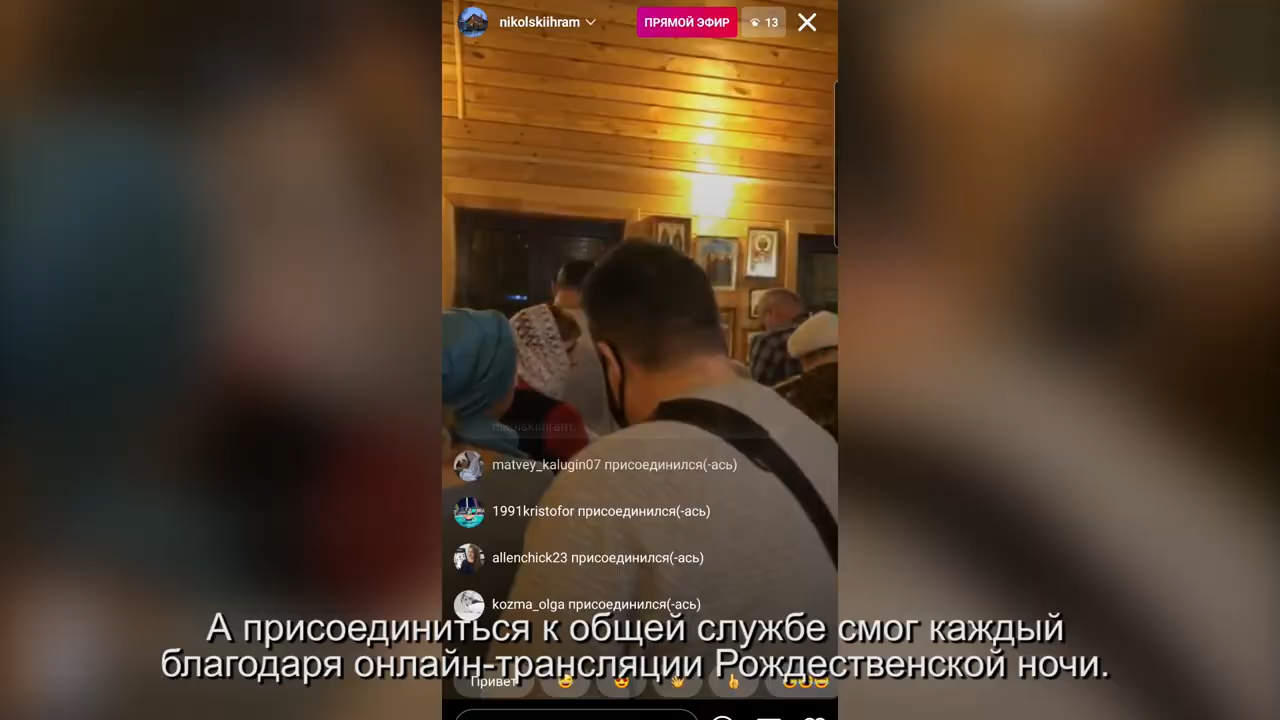 nikolskiihram
ПРЯМОЙ ЭФИР
13
nikolskiihram:
matvey_kalugin07 присоединился(-ась)
1991kristofor присоединился(-ась)
allenchick23 присоединился(-ась)
kozma_olga присоединился(-ась)
А присоединиться к общей службе смог каждый
благодаря онлайн-трансляции Рождественской ночи.
Привет